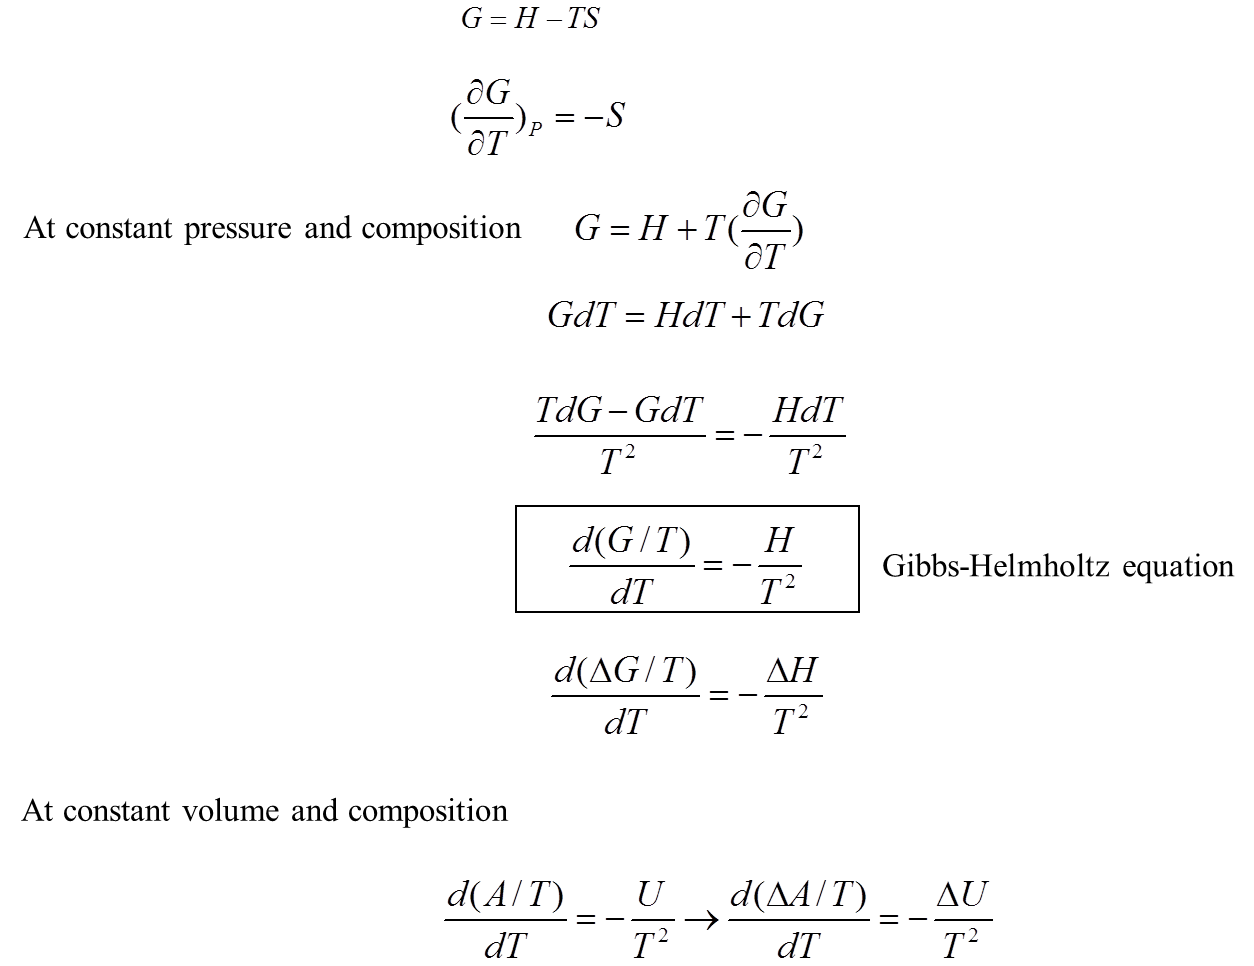 G = H − TS
(∂G/∂T)_P = −S
At constant pressure and composition G = H + T(∂G/∂T)
GdT = HdT + TdG
(TdG − GdT)/T² = −HdT/T²
d(G/T)/dT = −H/T² Gibbs-Helmholtz equation
d(ΔG/T)/dT = −ΔH/T²
At constant volume and composition
d(A/T)/dT = −U/T² → d(ΔA/T)/dT = −ΔU/T²